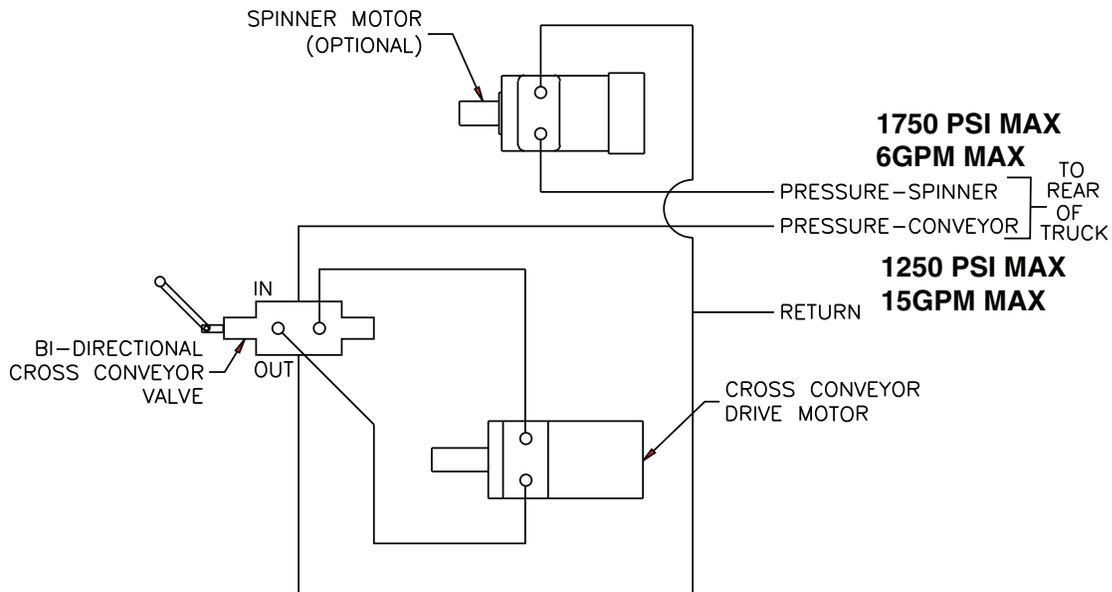 SPINNER MOTOR
(OPTIONAL)
1750 PSI MAX
6GPM MAX
PRESSURE-SPINNER
PRESSURE-CONVEYOR
TO
REAR
OF
TRUCK
1250 PSI MAX
15GPM MAX
RETURN
IN
OUT
BI-DIRECTIONAL
CROSS CONVEYOR
VALVE
CROSS CONVEYOR
DRIVE MOTOR